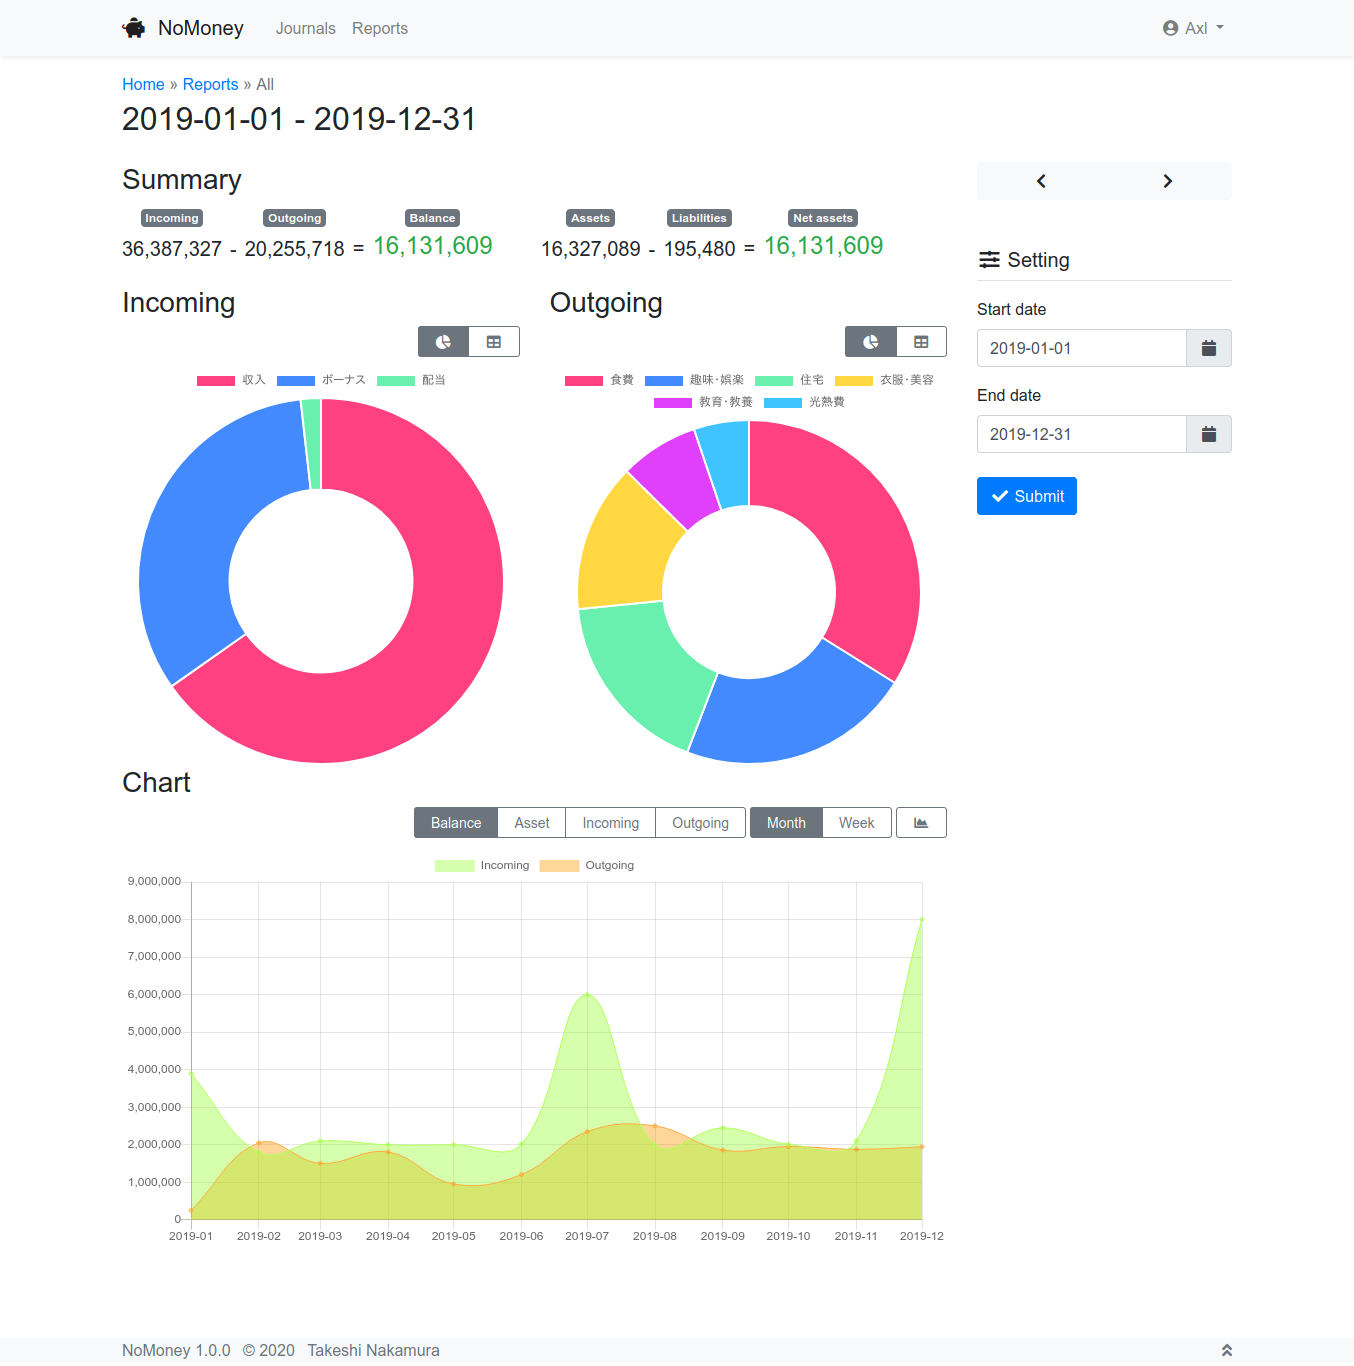 NoMoney Journals Reports Axl
Home » Reports » All
2019-01-01 - 2019-12-31
Summary
Incoming Outgoing Balance Assets Liabilities Net assets
36,387,327 - 20,255,718 = 16,131,609 16,327,089 - 195,480 = 16,131,609
Setting
Start date
2019-01-01
End date
2019-12-31
Submit
Incoming
収入 ボーナス 配当
Outgoing
食費 趣味・娯楽 住宅 衣服・美容
教育・教養 光熱費
Chart
Balance Asset Incoming Outgoing Month Week
Incoming Outgoing
9,000,000
8,000,000
7,000,000
6,000,000
5,000,000
4,000,000
3,000,000
2,000,000
1,000,000
0
2019-01 2019-02 2019-03 2019-04 2019-05 2019-06 2019-07 2019-08 2019-09 2019-10 2019-11 2019-12
NoMoney 1.0.0 © 2020 Takeshi Nakamura